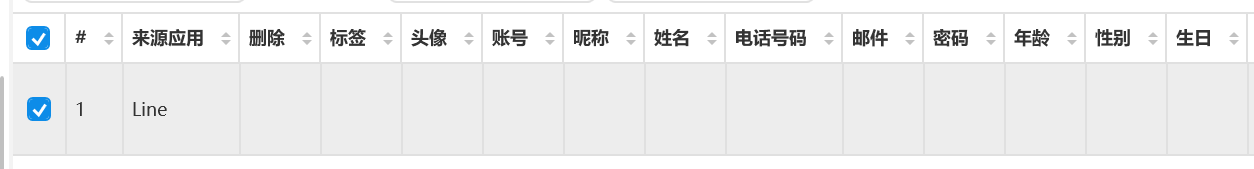 # 来源应用 删除 标签 头像 账号 昵称 姓名 电话号码 邮件 密码 年龄 性别 生日
1 Line